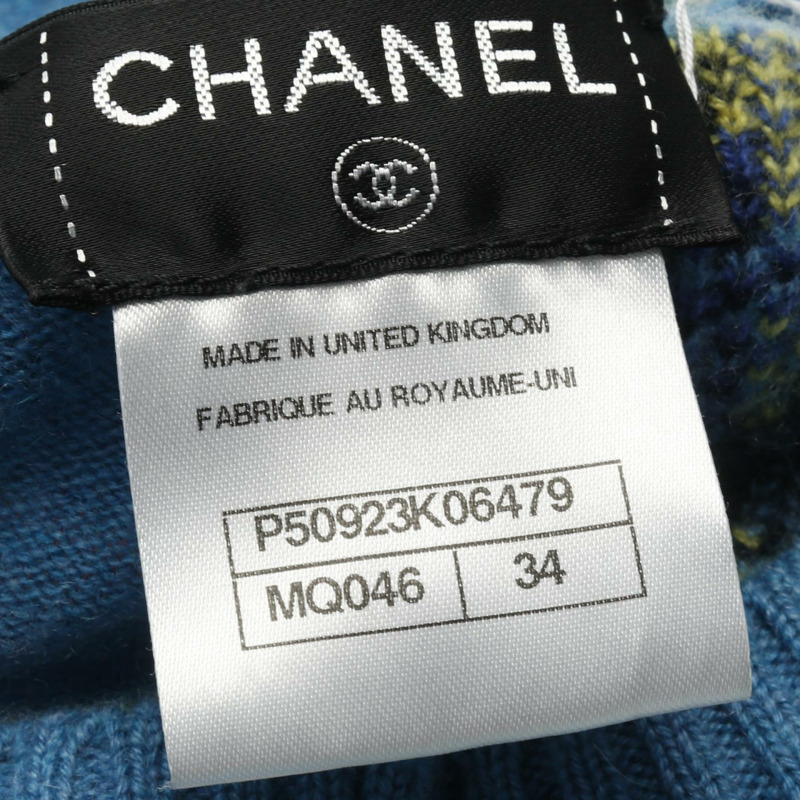 CHANEL
MADE IN UNITED KINGDOM
FABRIQUE AU ROYAUME-UNI
P50923K06479
MQ046 34